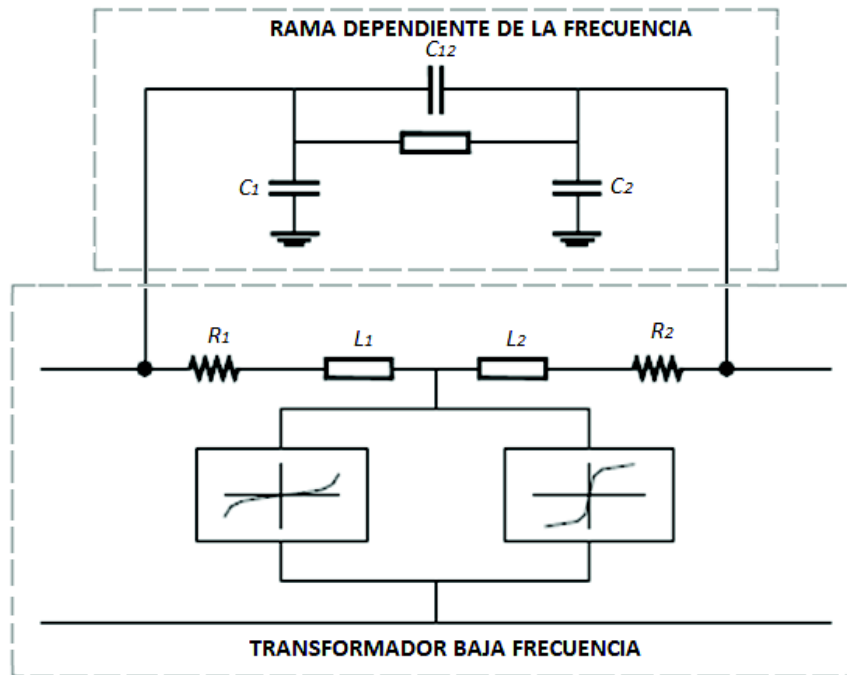 RAMA DEPENDIENTE DE LA FRECUENCIA
C12
C1
C2
R1
L1
L2
R2
TRANSFORMADOR BAJA FRECUENCIA